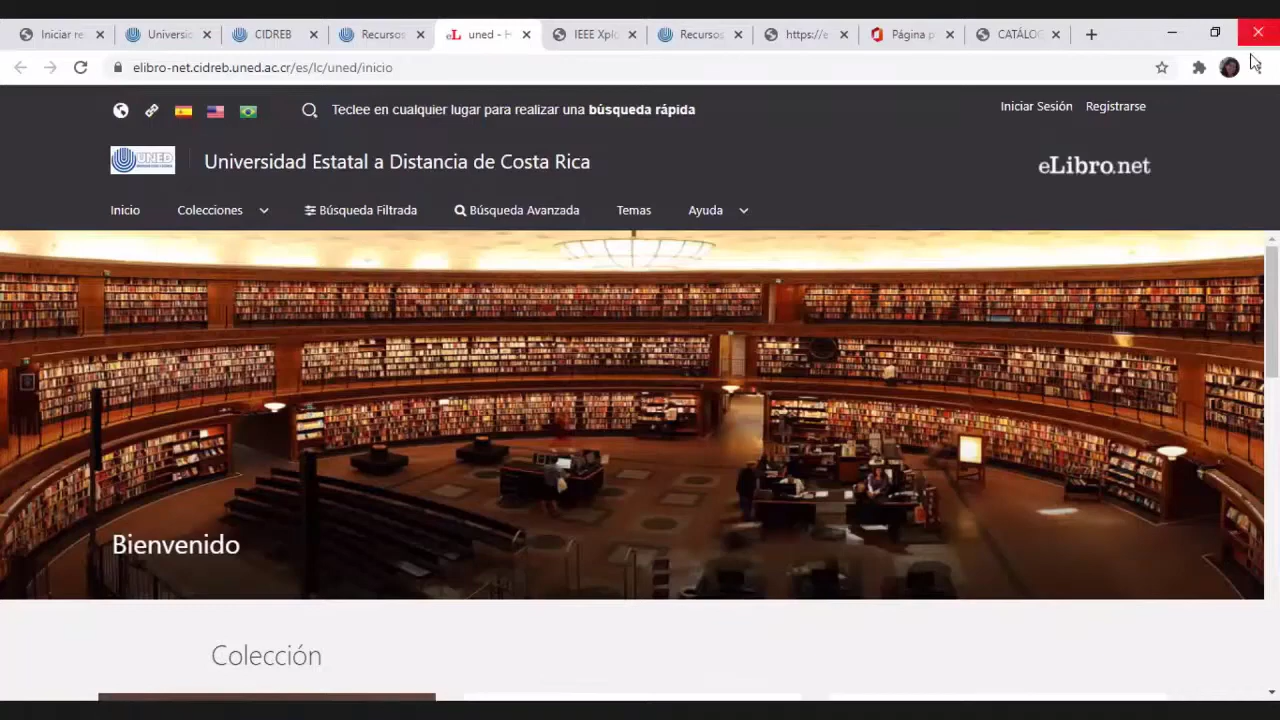 Iniciar re
Universid
CIDREB
Recursos
eL uned - H
IEEE Xplo
Recursos
https://e
Página p
CATÁLOG
elibro-net.cidreb.uned.ac.cr/es/lc/uned/inicio
Teclee en cualquier lugar para realizar una búsqueda rápida
Iniciar Sesión Registrarse
UNED
Universidad Estatal a Distancia de Costa Rica
eLibro.net
Inicio Colecciones Búsqueda Filtrada Búsqueda Avanzada Temas Ayuda
Bienvenido
Colección